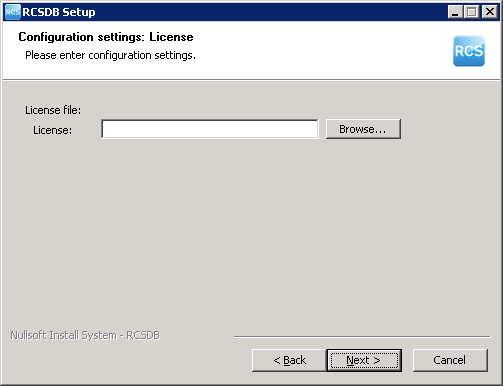 RCSDB Setup
Configuration settings: License
Please enter configuration settings.
RCS
License file:
License:
Browse...
Nullsoft Install System - RCSDB
< Back
Next >
Cancel